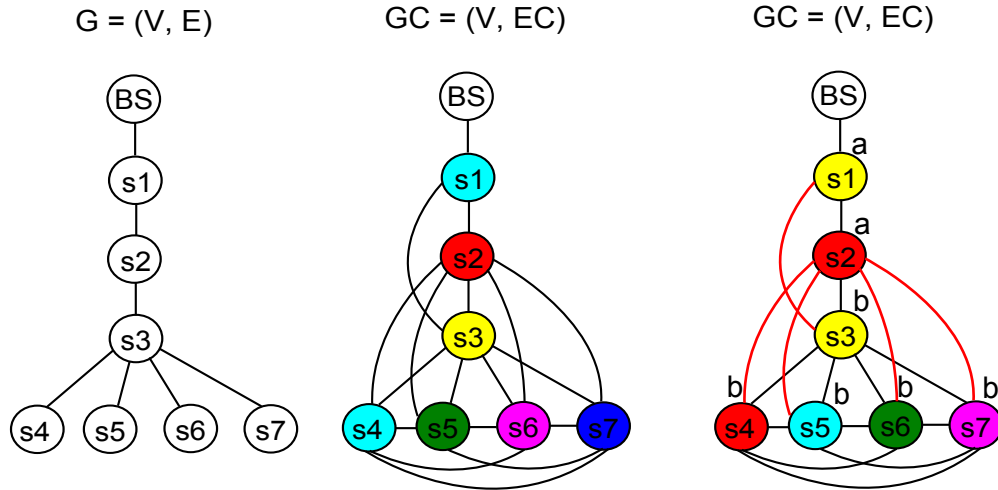 G = (V, E)
GC = (V, EC)
GC = (V, EC)
BS
s1
s2
s3
s4
s5
s6
s7
BS
s1
s2
s3
s4
s5
s6
s7
BS
a
s1
a
s2
b
s3
b
b
b
b
s4
s5
s6
s7